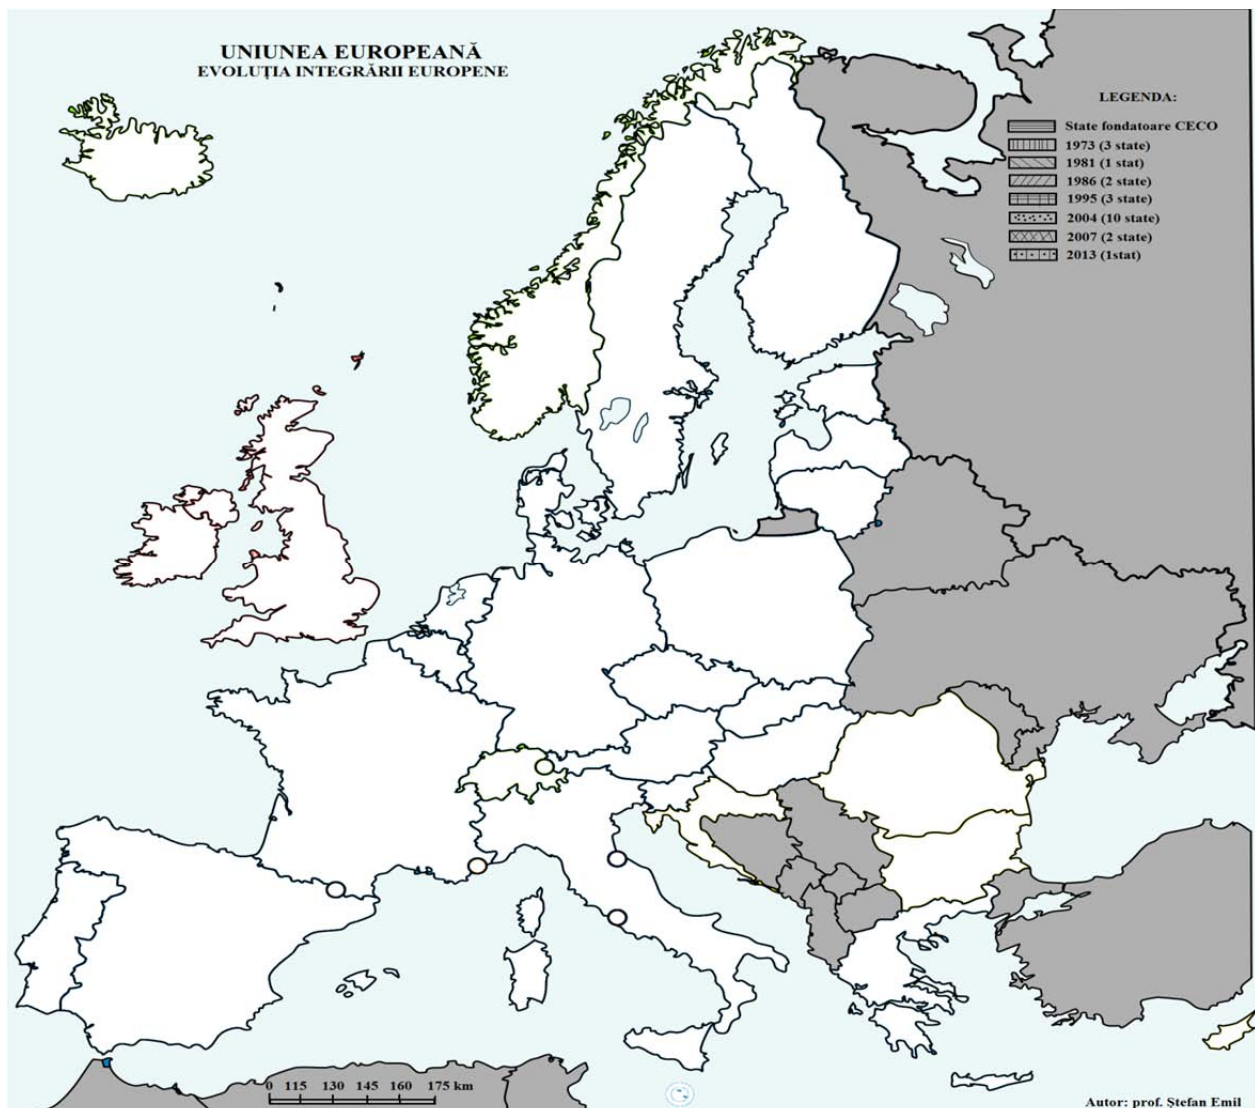 UNIUNEA EUROPEANĂ
EVOLUȚIA INTEGRĂRII EUROPENE
LEGENDA:
State fondatoare CECO
1973 (3 state)
1981 (1 stat)
1986 (2 state)
1995 (3 state)
2004 (10 state)
2007 (2 state)
2013 (1stat)
0 115 130 145 160 175 km
Autor: prof. Ștefan Emil